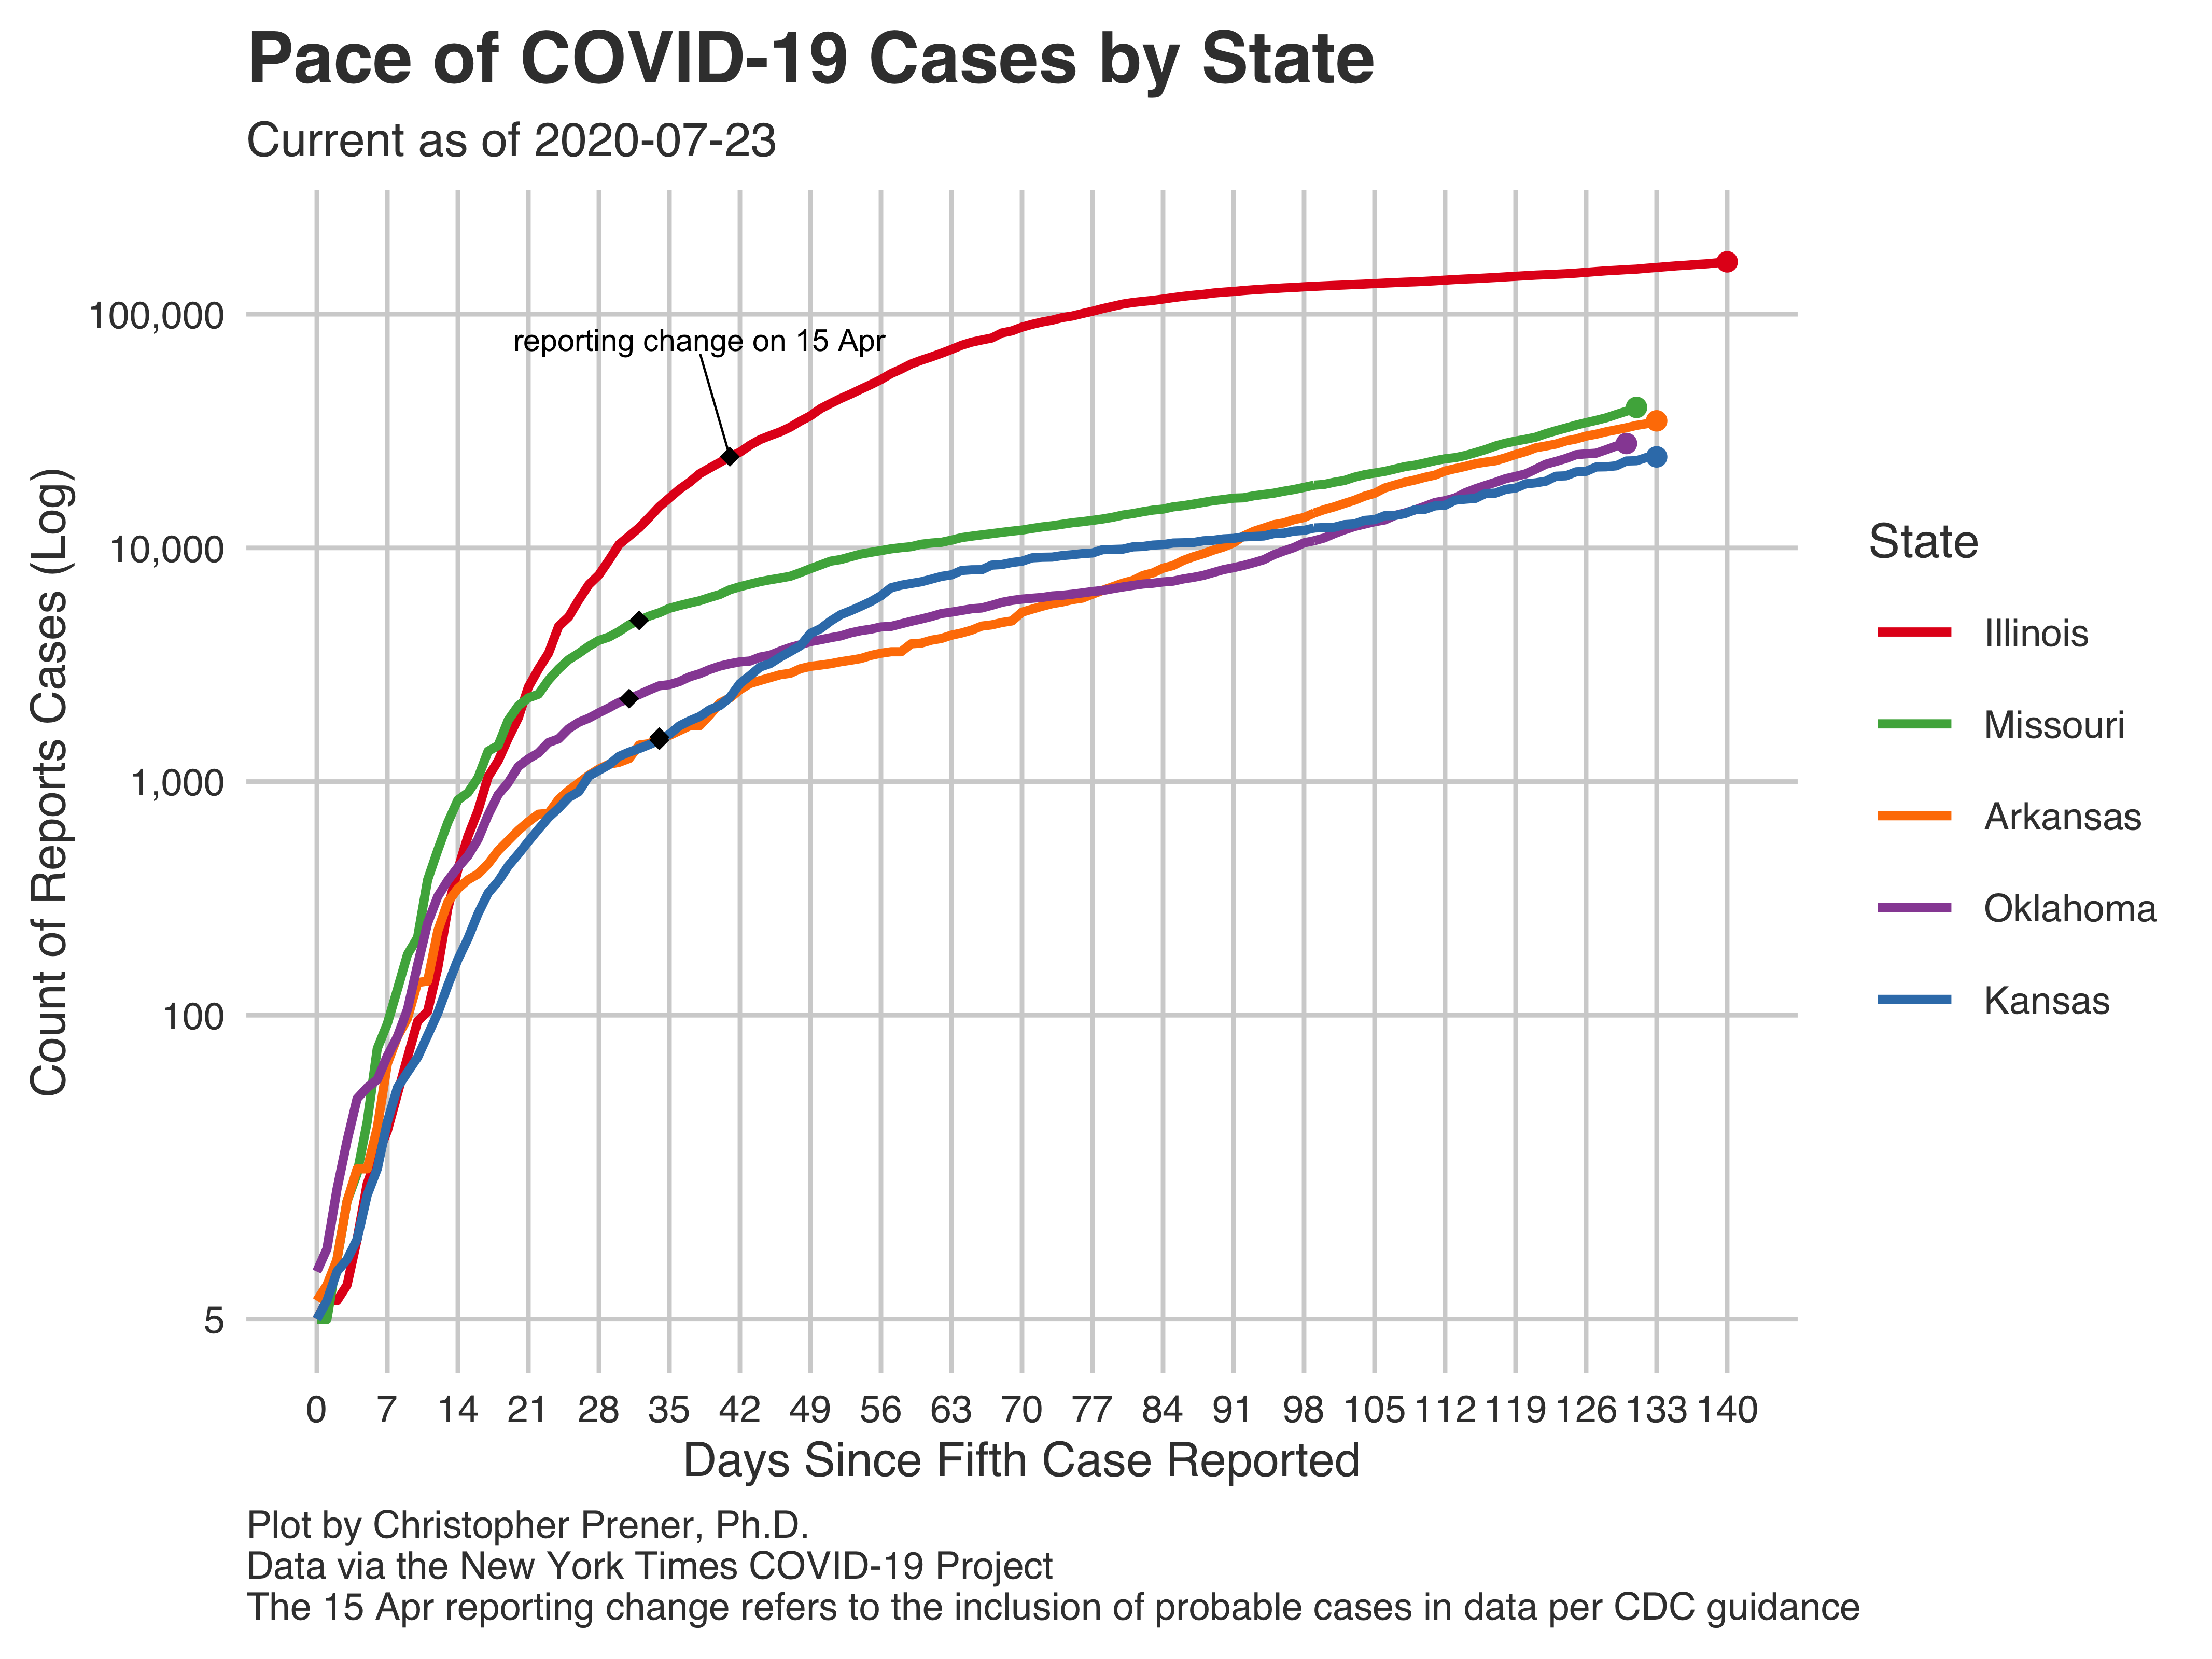 Pace of COVID-19 Cases by State
Current as of 2020-07-23
Count of Reports Cases (Log)
100,000
10,000
1,000
100
5
reporting change on 15 Apr
0 7 14 21 28 35 42 49 56 63 70 77 84 91 98 105 112 119 126 133 140
Days Since Fifth Case Reported
State
Illinois
Missouri
Arkansas
Oklahoma
Kansas
Plot by Christopher Prener, Ph.D.
Data via the New York Times COVID-19 Project
The 15 Apr reporting change refers to the inclusion of probable cases in data per CDC guidance